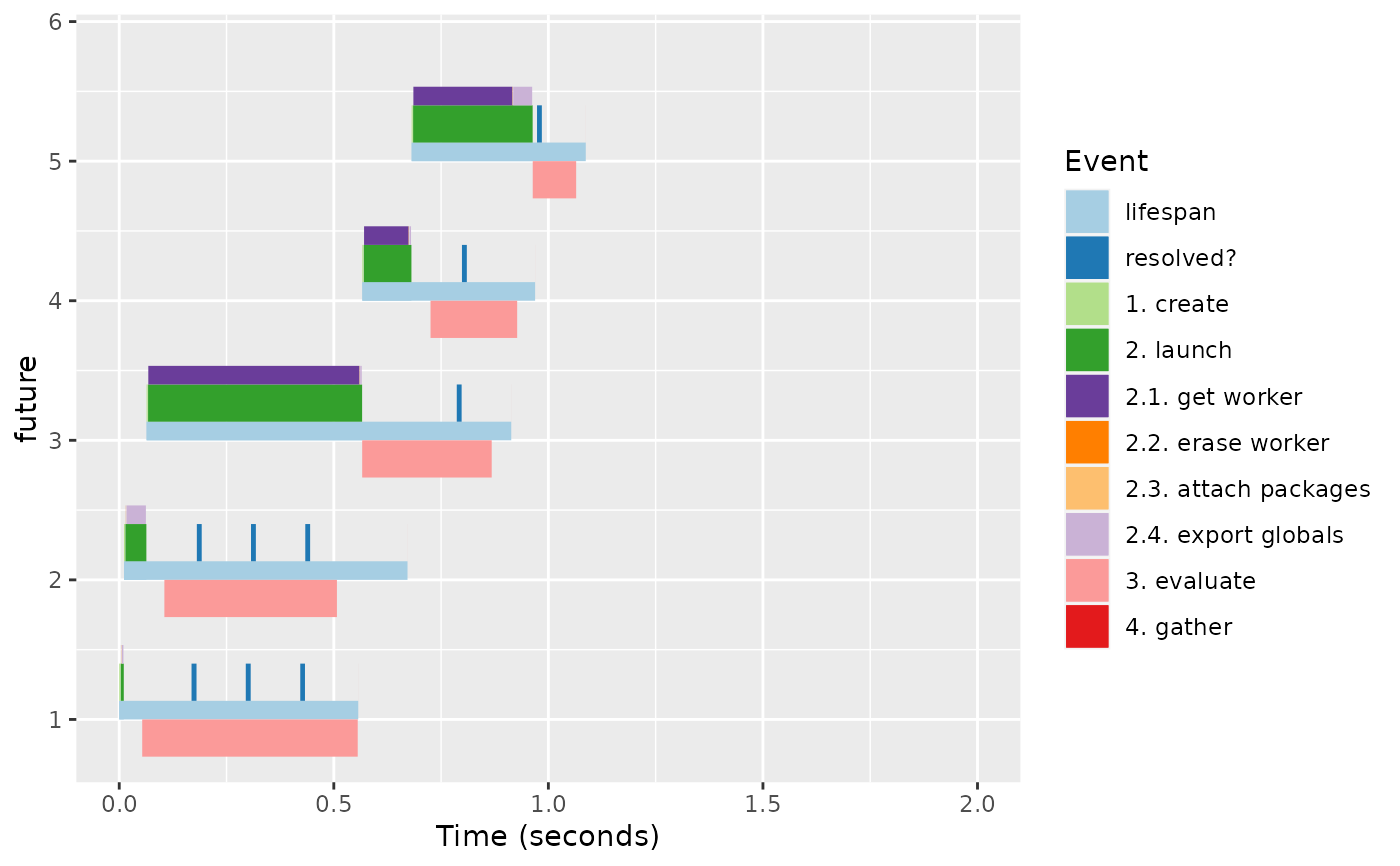 6
5
4
3
2
1
future
0.0 0.5 1.0 1.5 2.0
Time (seconds)
Event
lifespan
resolved?
1. create
2. launch
2.1. get worker
2.2. erase worker
2.3. attach packages
2.4. export globals
3. evaluate
4. gather